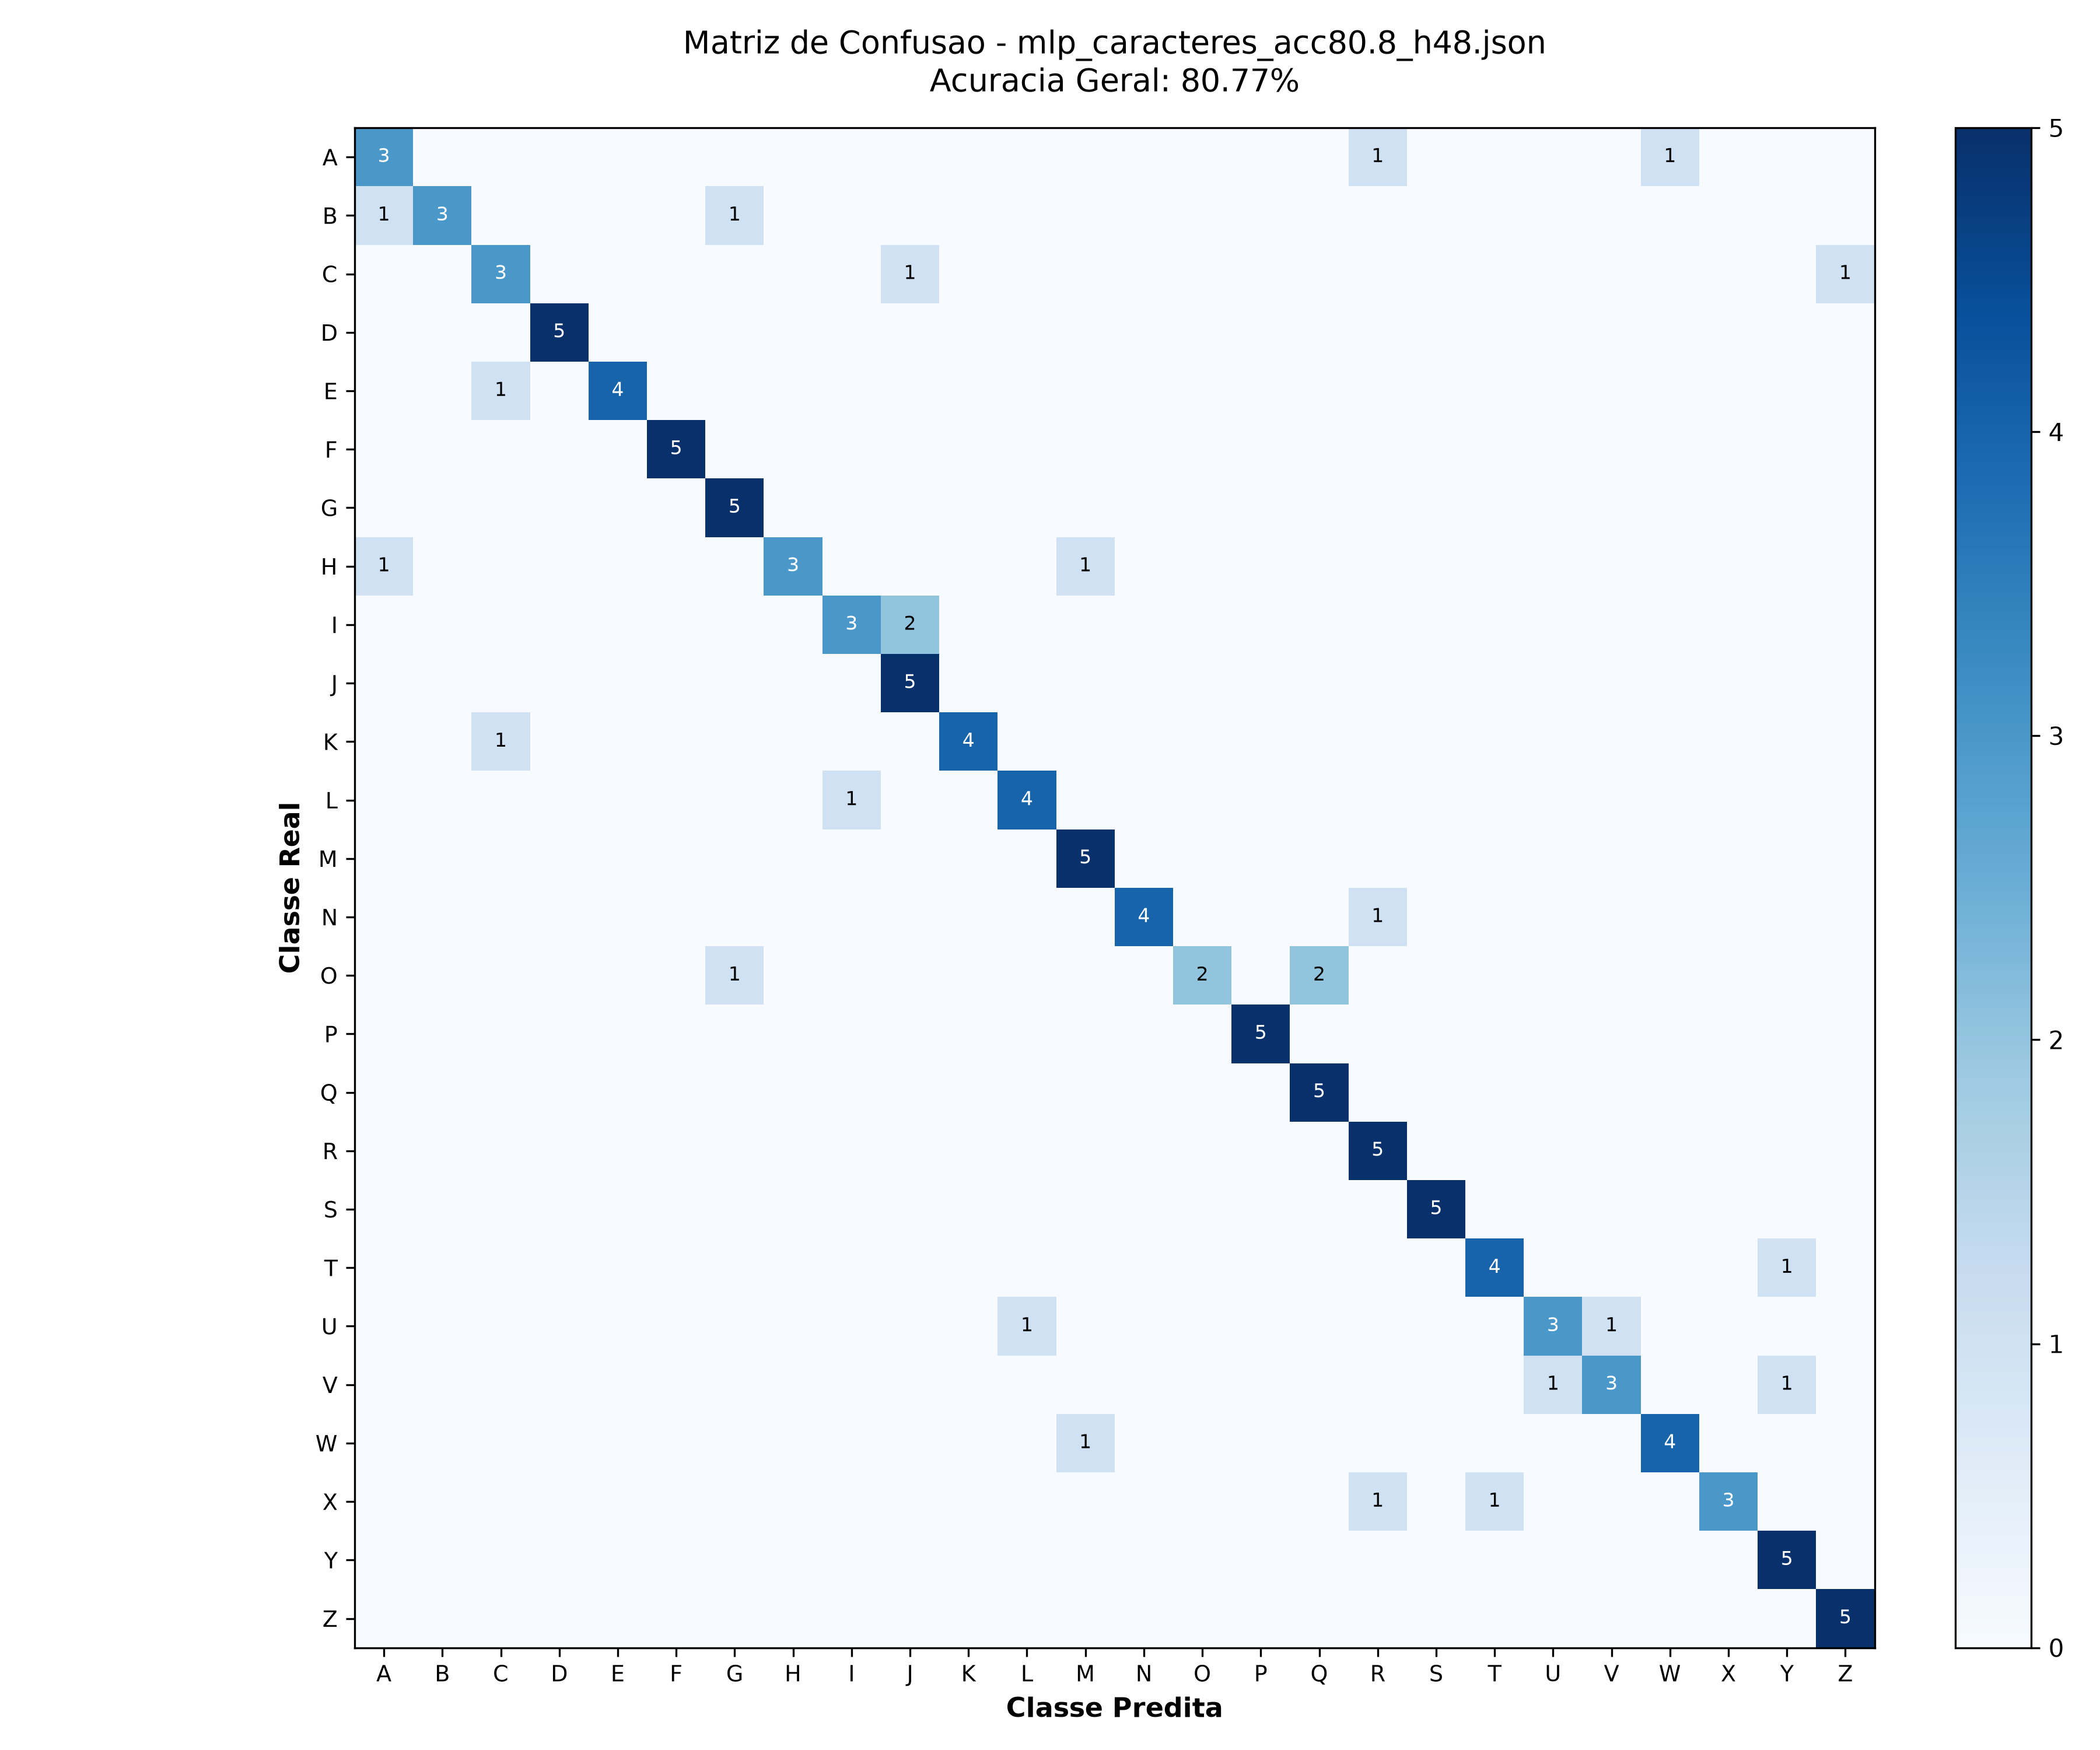 Matriz de Confusao - mlp_caracteres_acc80.8_h48.json
Acuracia Geral: 80.77%
A 3 1 1
B 1 3 1
C 3 1 1
D 5
E 1 4
F 5
G 5
H 1 3 1
I 3 2
J 5
K 1 4
L 1 4
M 5
N 4 1
O 1 2 2
P 5
Q 5
R 5
S 5
T 4 1
U 1 3 1
V 1 3 1
W 1 4
X 1 1 3
Y 5
Z 5
Classe Real
A B C D E F G H I J K L M N O P Q R S T U V W X Y Z
Classe Predita
5
4
3
2
1
0